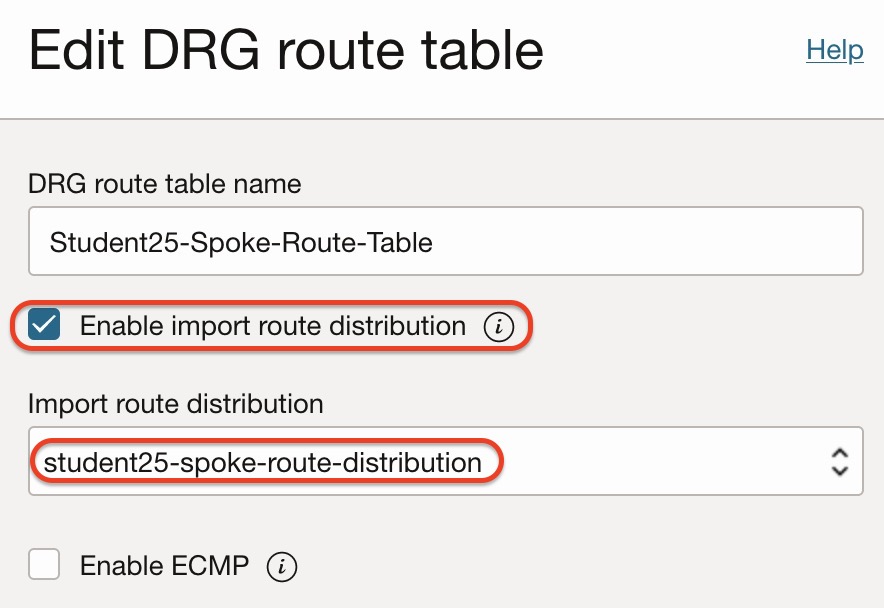 Edit DRG route table
Help
DRG route table name
Student25-Spoke-Route-Table
Enable import route distribution i
Import route distribution
student25-spoke-route-distribution
Enable ECMP i